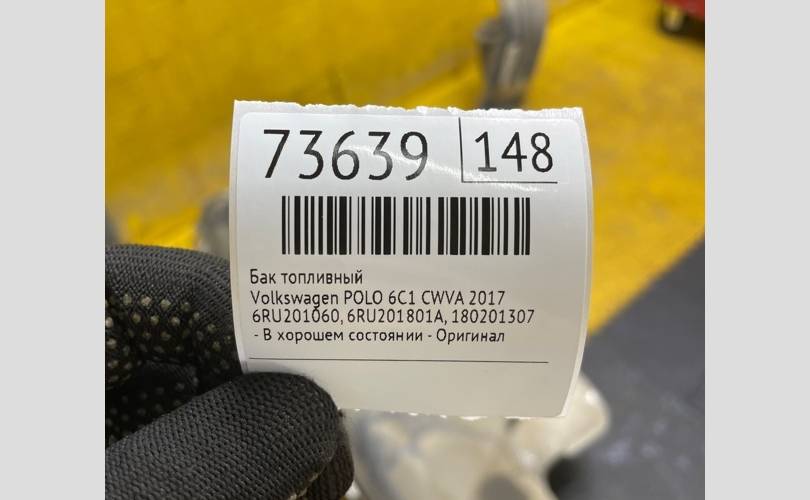 73639 148
Бак топливный
Volkswagen POLO 6C1 CWVA 2017
6RU201060, 6RU201801A, 180201307
- В хорошем состоянии - Оригинал